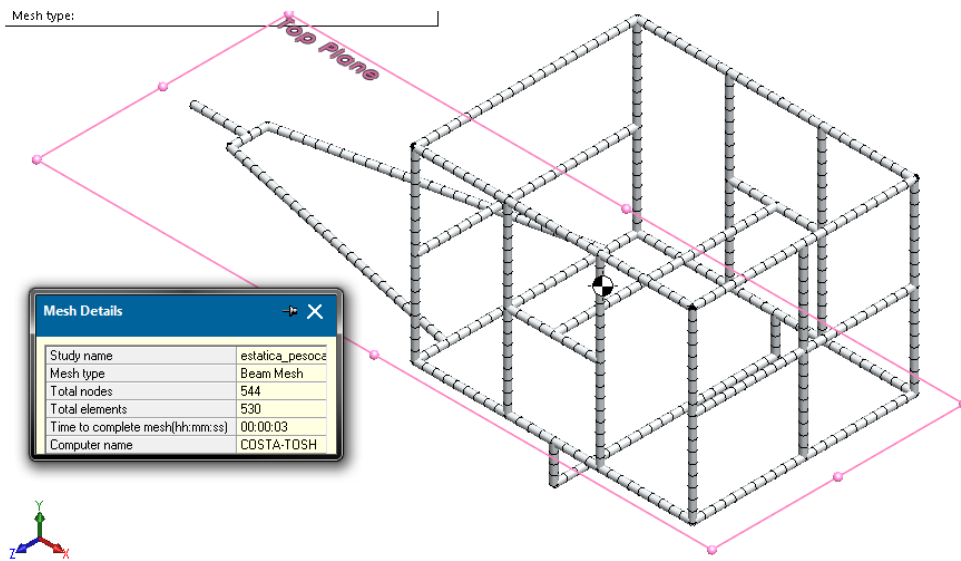 Mesh type:
Top Plane
Mesh Details
Study name estatica_pesoca
Mesh type Beam Mesh
Total nodes 544
Total elements 530
Time to complete mesh(hh:mm:ss) 00:00:03
Computer name COSTA-TOSH
Y
Z X